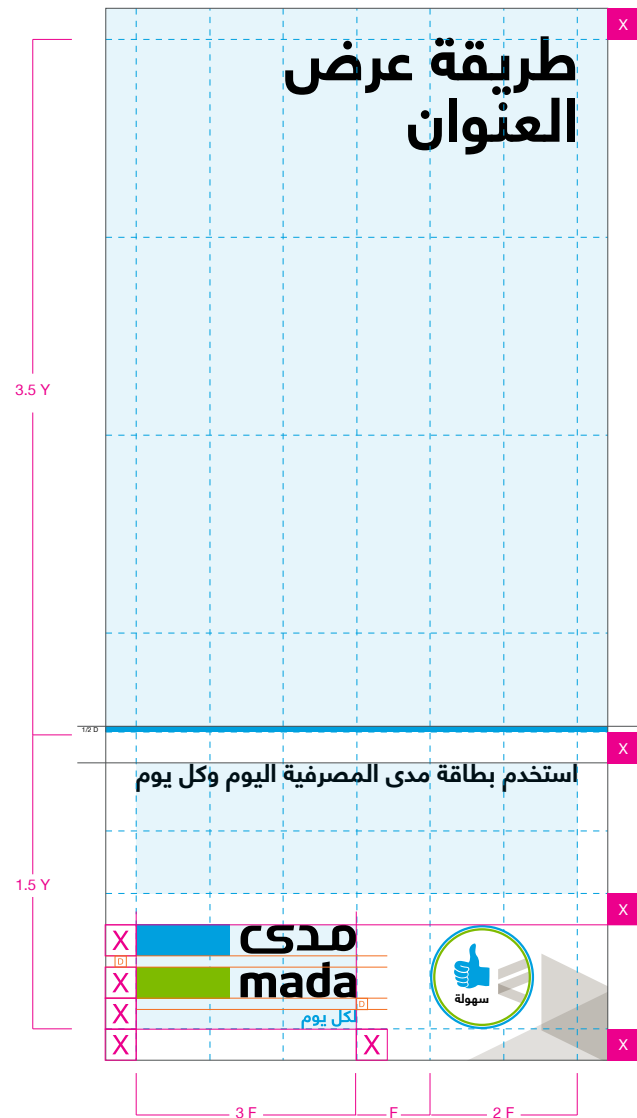 X
طريقة عرض
العنوان
3.5 Y
1/2 D
X
استخدم بطاقة مدى المصرفية اليوم وكل يوم
1.5 Y
X
X
مدى
D
X
mada
سهولة
D
X
لكل يوم
X
X
X
3 F
F
2 F